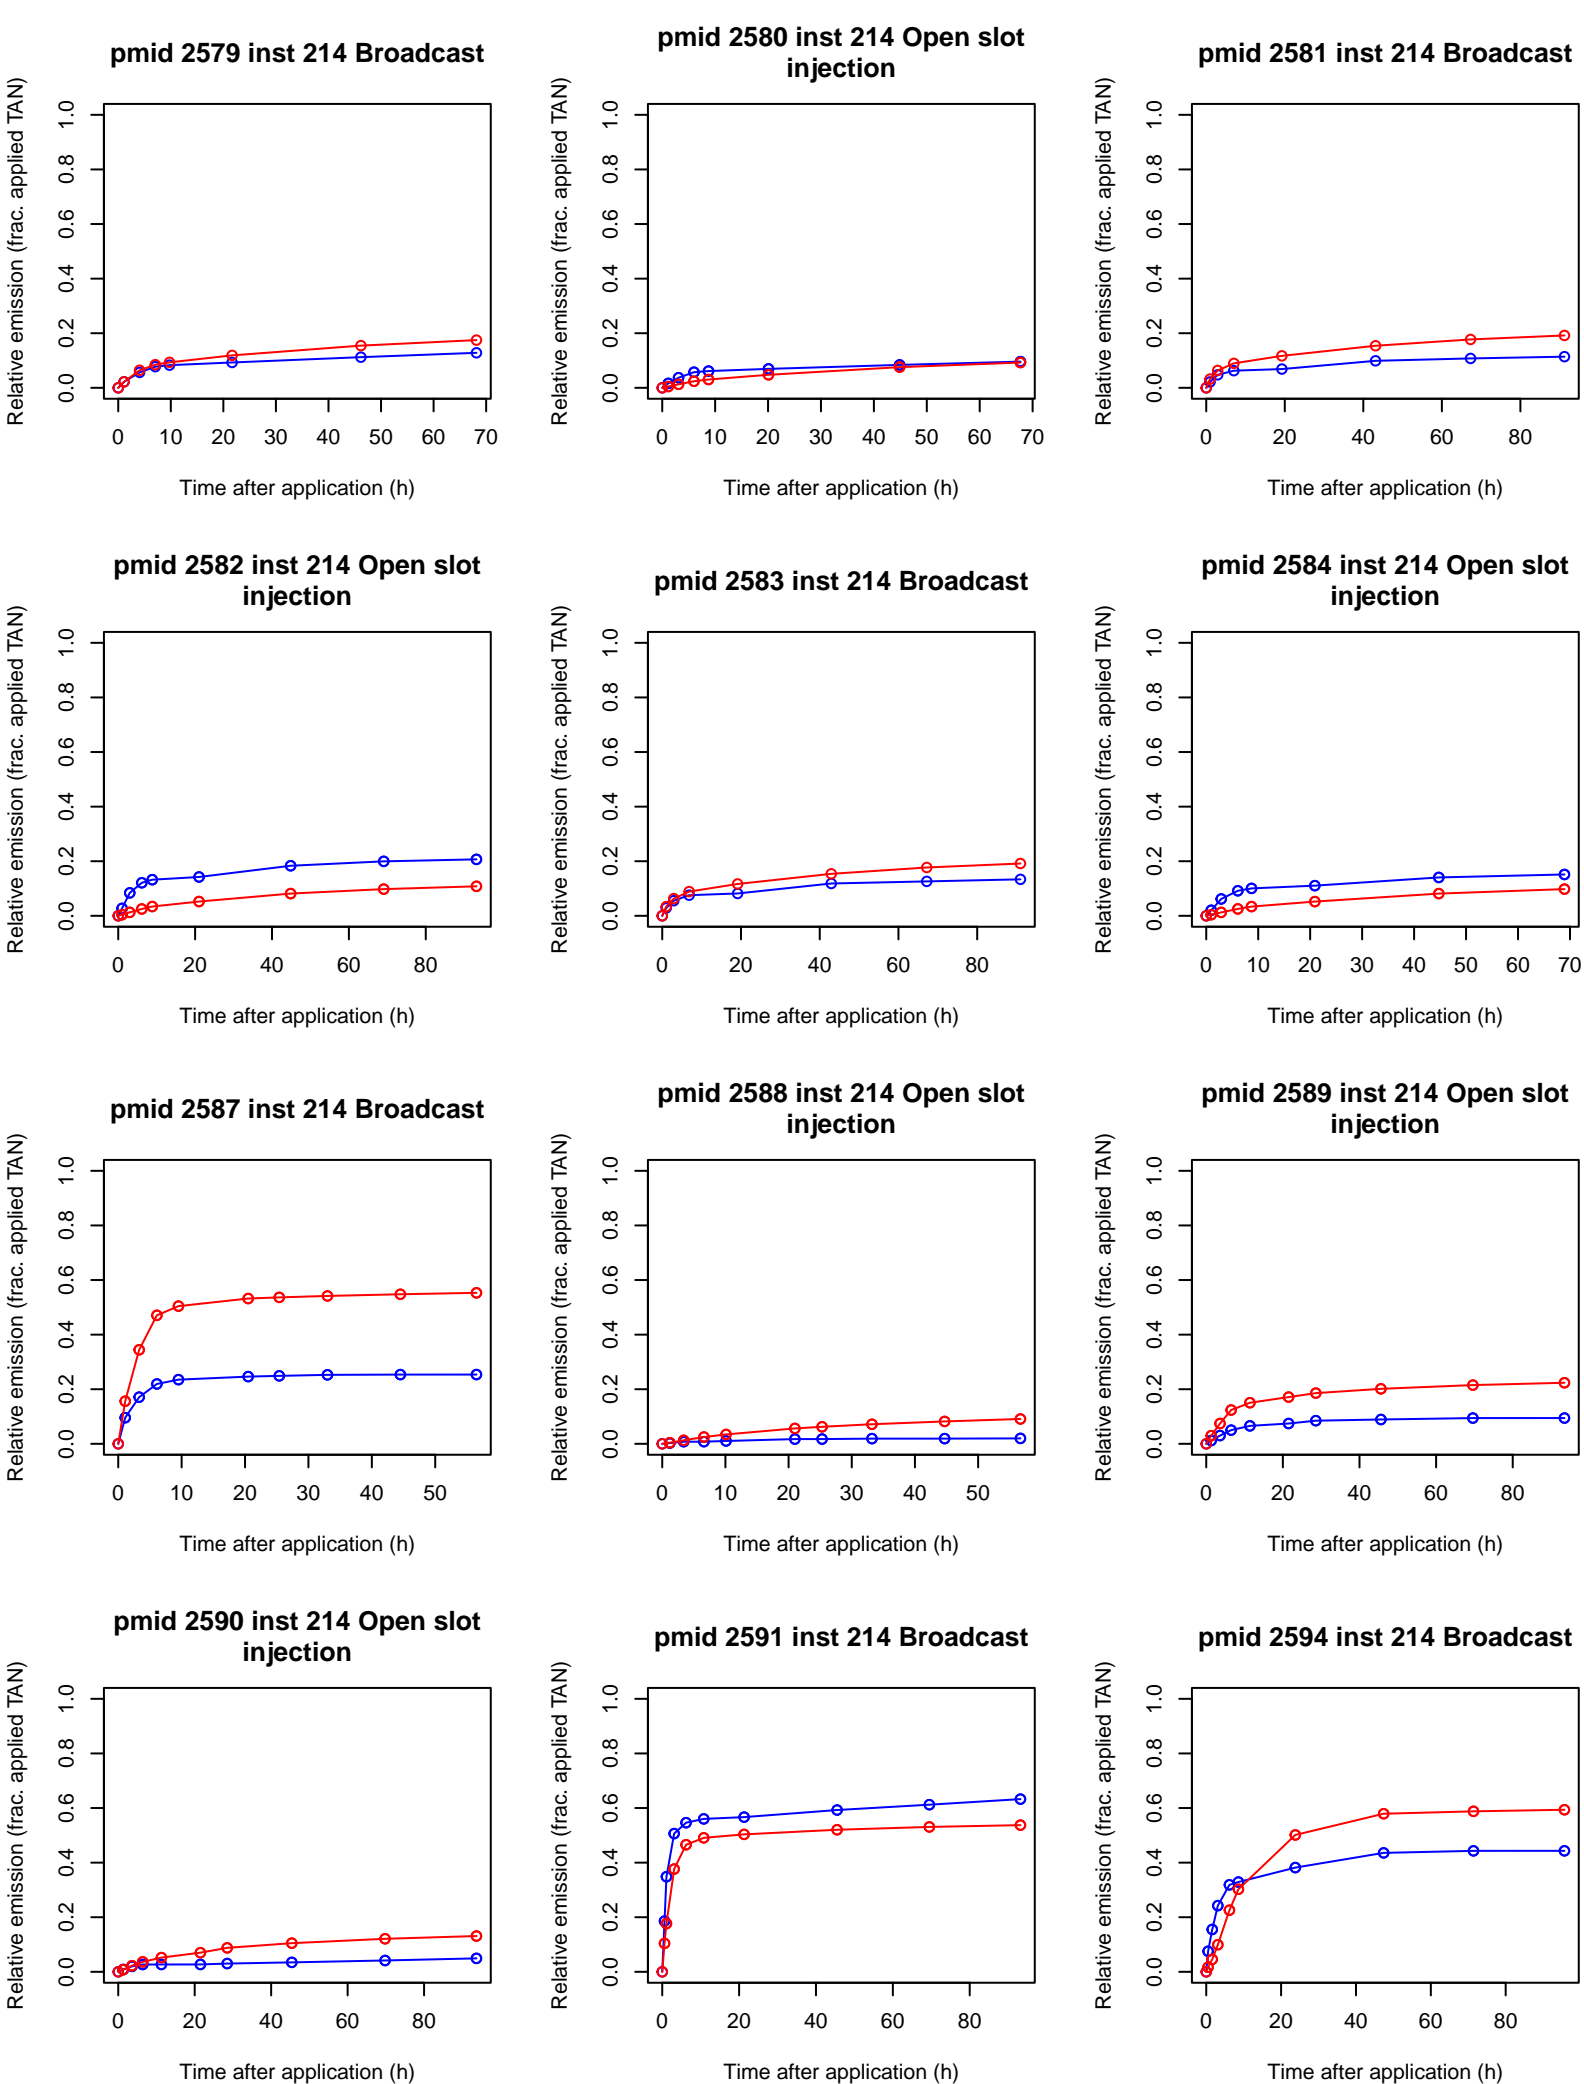 pmid 2579 inst 214 Broadcast
Relative emission (frac. applied TAN)
0.0 0.2 0.4 0.6 0.8 1.0
0 10 20 30 40 50 60 70
Time after application (h)
pmid 2580 inst 214 Open slot
injection
Relative emission (frac. applied TAN)
0.0 0.2 0.4 0.6 0.8 1.0
0 10 20 30 40 50 60 70
Time after application (h)
pmid 2581 inst 214 Broadcast
Relative emission (frac. applied TAN)
0.0 0.2 0.4 0.6 0.8 1.0
0 20 40 60 80
Time after application (h)
pmid 2582 inst 214 Open slot
injection
Relative emission (frac. applied TAN)
0.0 0.2 0.4 0.6 0.8 1.0
0 20 40 60 80
Time after application (h)
pmid 2583 inst 214 Broadcast
Relative emission (frac. applied TAN)
0.0 0.2 0.4 0.6 0.8 1.0
0 20 40 60 80
Time after application (h)
pmid 2584 inst 214 Open slot
injection
Relative emission (frac. applied TAN)
0.0 0.2 0.4 0.6 0.8 1.0
0 10 20 30 40 50 60 70
Time after application (h)
pmid 2587 inst 214 Broadcast
Relative emission (frac. applied TAN)
0.0 0.2 0.4 0.6 0.8 1.0
0 10 20 30 40 50
Time after application (h)
pmid 2588 inst 214 Open slot
injection
Relative emission (frac. applied TAN)
0.0 0.2 0.4 0.6 0.8 1.0
0 10 20 30 40 50
Time after application (h)
pmid 2589 inst 214 Open slot
injection
Relative emission (frac. applied TAN)
0.0 0.2 0.4 0.6 0.8 1.0
0 20 40 60 80
Time after application (h)
pmid 2590 inst 214 Open slot
injection
Relative emission (frac. applied TAN)
0.0 0.2 0.4 0.6 0.8 1.0
0 20 40 60 80
Time after application (h)
pmid 2591 inst 214 Broadcast
Relative emission (frac. applied TAN)
0.0 0.2 0.4 0.6 0.8 1.0
0 20 40 60 80
Time after application (h)
pmid 2594 inst 214 Broadcast
Relative emission (frac. applied TAN)
0.0 0.2 0.4 0.6 0.8 1.0
0 20 40 60 80
Time after application (h)